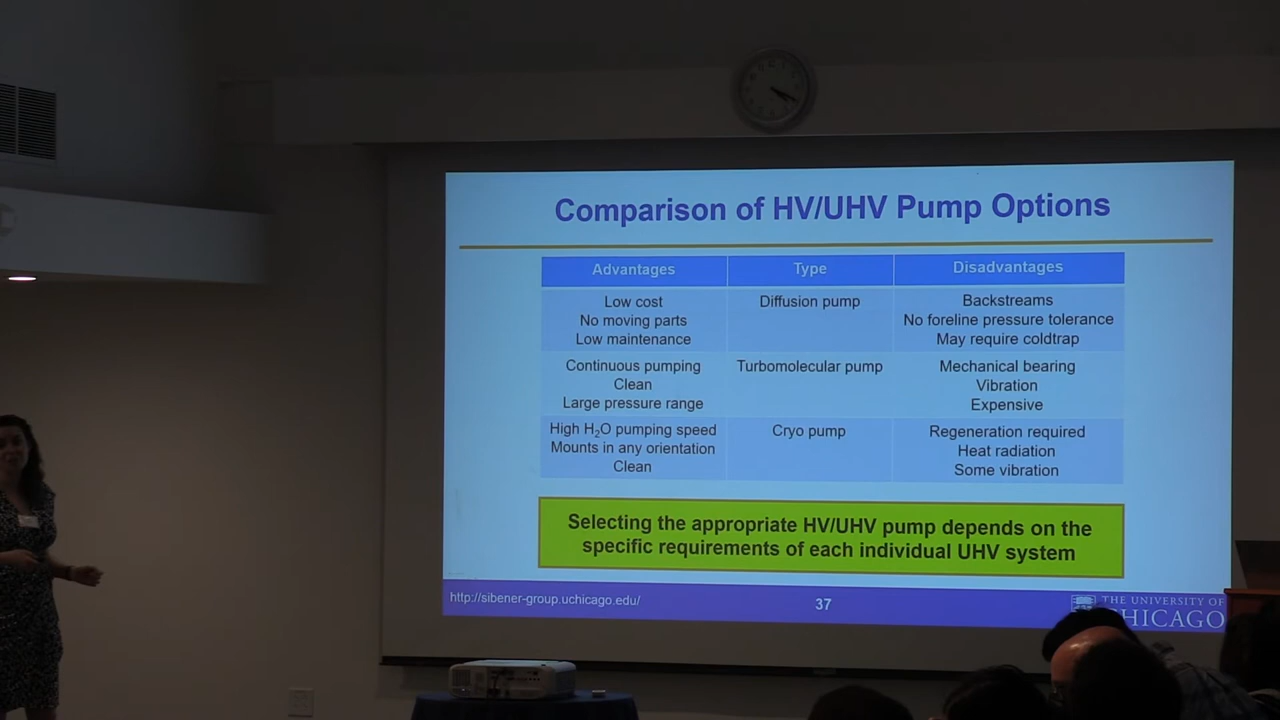 Comparison of HV/UHV Pump Options
Advantages Type Disadvantages
Low cost Diffusion pump Backstreams
No moving parts No foreline pressure tolerance
Low maintenance May require coldtrap
Continuous pumping Turbomolecular pump Mechanical bearing
Clean Vibration
Large pressure range Expensive
High H₂O pumping speed Cryo pump Regeneration required
Mounts in any orientation Heat radiation
Clean Some vibration
Selecting the appropriate HV/UHV pump depends on the
specific requirements of each individual UHV system
http://sibener-group.uchicago.edu/ 37 THE UNIVERSITY OF
CHICAGO